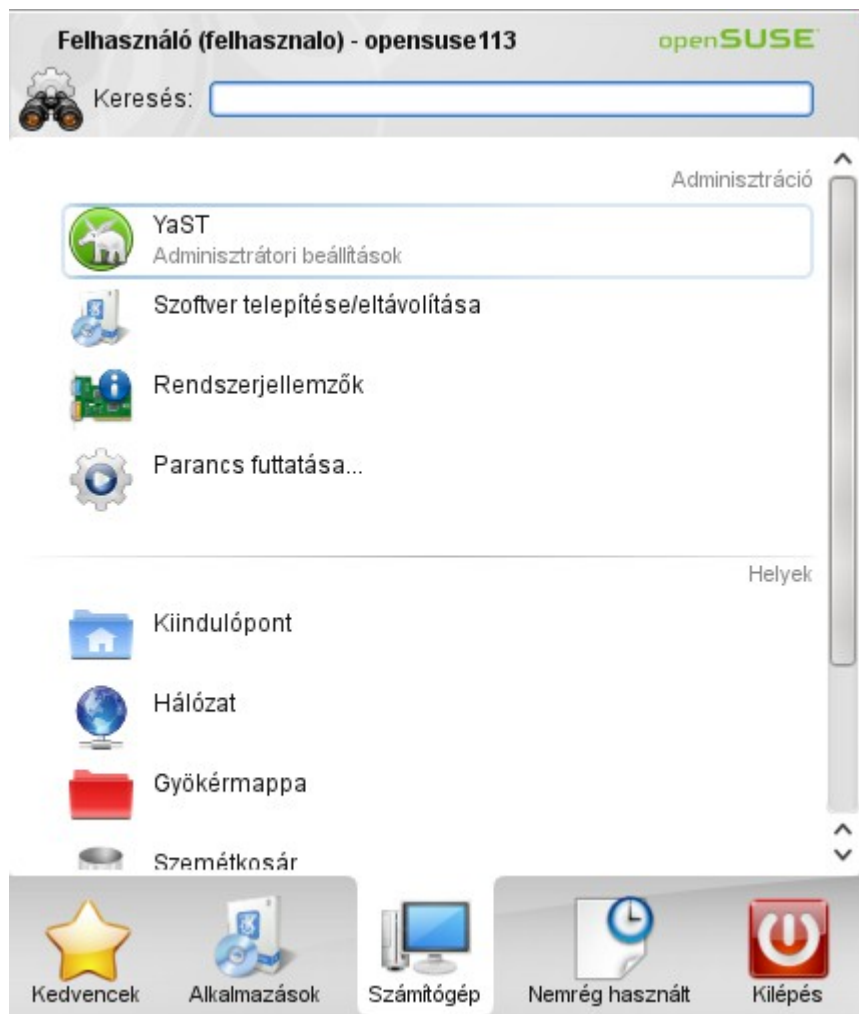 Felhasználó (felhasznalo) - opensuse113
openSUSE
Keresés:
Adminisztráció
YaST
Adminisztrátori beállítások
Szoftver telepítése/eltávolítása
Rendszerjellemzők
Parancs futtatása...
Helyek
Kiindulópont
Hálózat
Gyökérmappa
Szemétkosár
Kedvencek
Alkalmazások
Számítógép
Nemrég használt
Kilépés